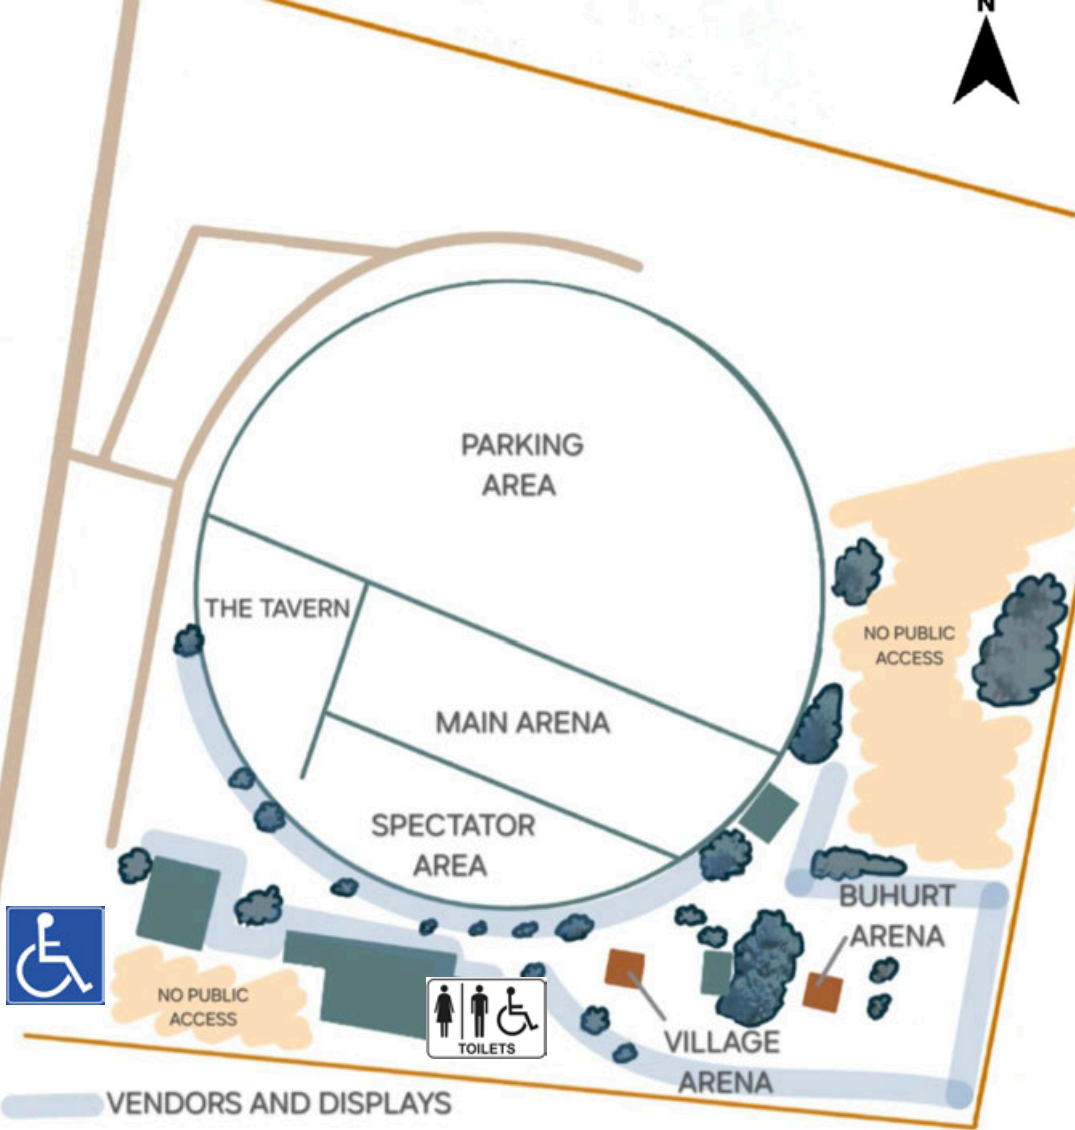 N
PARKING
AREA
THE TAVERN
NO PUBLIC
ACCESS
MAIN ARENA
SPECTATOR
AREA
BUHURT
ARENA
NO PUBLIC
ACCESS
TOILETS
VILLAGE
ARENA
VENDORS AND DISPLAYS